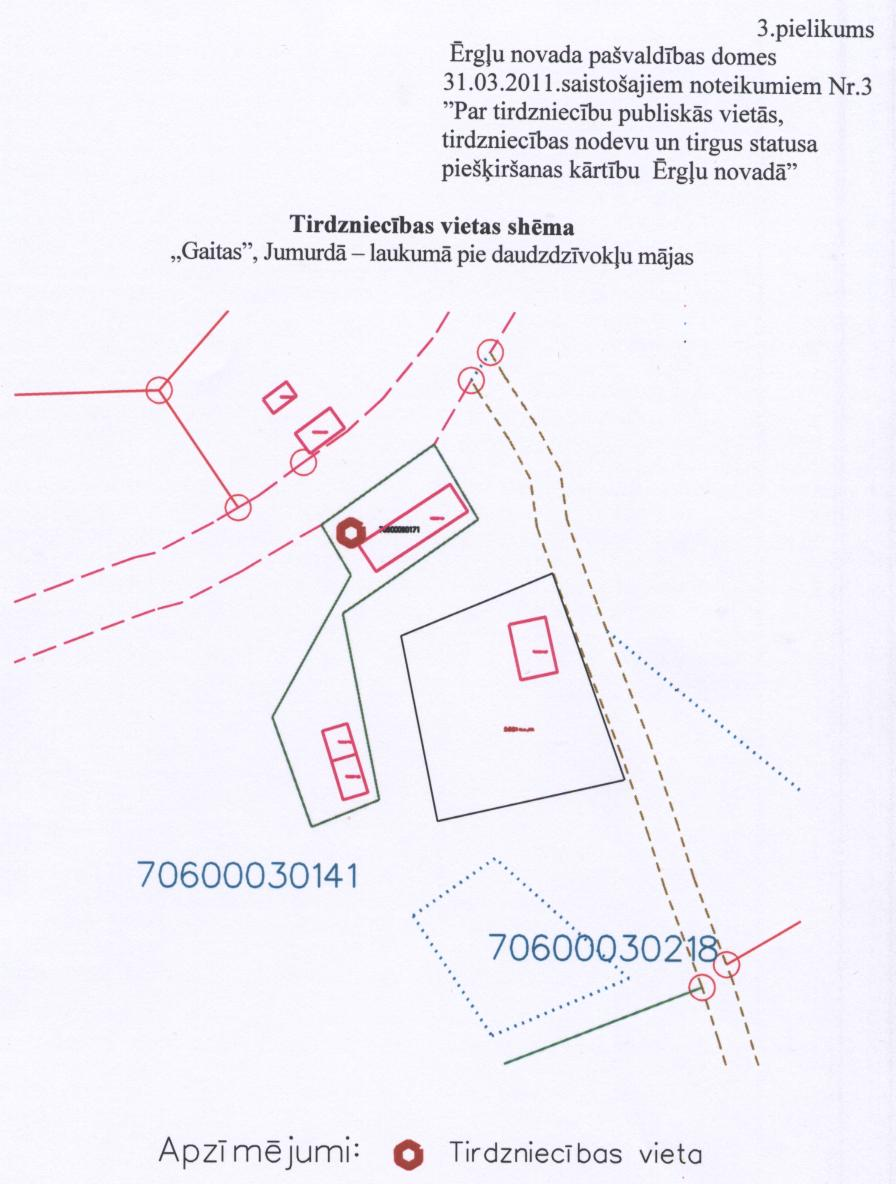 3.pielikums
Ērgļu novada pašvaldības domes
31.03.2011.saistošajiem noteikumiem Nr.3
”Par tirdzniecību publiskās vietās,
tirdzniecības nodevu un tirgus statusa
piešķiršanas kārtību Ērgļu novadā”
Tirdzniecības vietas shēma
„Gaitas”, Jumurdā – laukumā pie daudzdzīvokļu mājas
70600030141
70600030218
Apzīmējumi: Tirdzniecības vieta